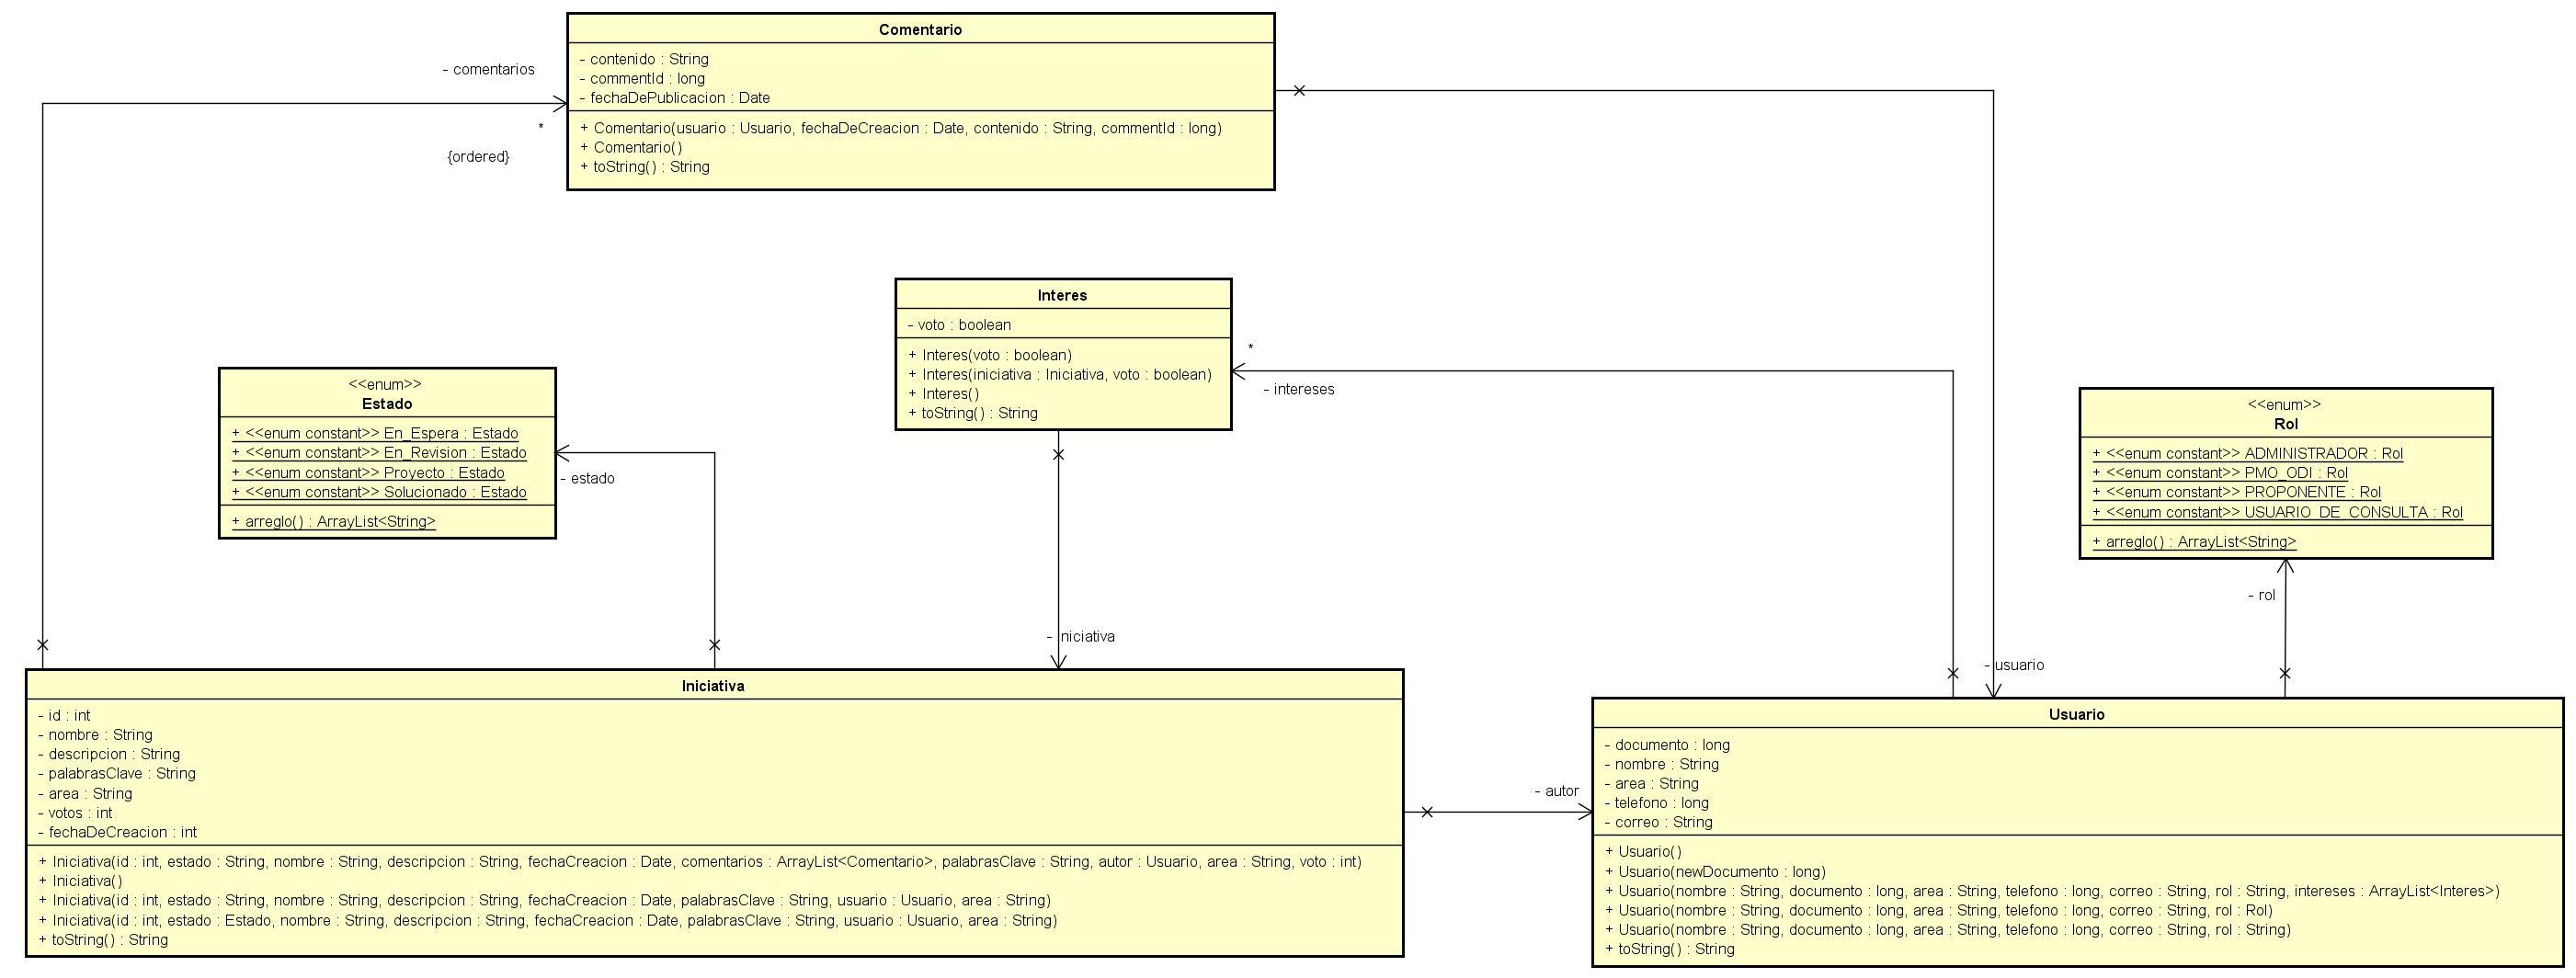 Comentario
- contenido : String
- commentId : long
- fechaDePublicacion : Date
+ Comentario(usuario : Usuario, fechaDeCreacion : Date, contenido : String, commentId : long)
+ Comentario()
+ toString() : String
- comentarios
*
{ordered}
Interes
- voto : boolean
+ Interes(voto : boolean)
+ Interes(iniciativa : Iniciativa, voto : boolean)
+ Interes()
+ toString() : String
*
- intereses
<<enum>>
Estado
+ <<enum constant>> En_Espera : Estado
+ <<enum constant>> En_Revision : Estado
+ <<enum constant>> Proyecto : Estado
+ <<enum constant>> Solucionado : Estado
+ arreglo() : ArrayList<String>
- estado
<<enum>>
Rol
+ <<enum constant>> ADMINISTRADOR : Rol
+ <<enum constant>> PMO_ODI : Rol
+ <<enum constant>> PROPONENTE : Rol
+ <<enum constant>> USUARIO_DE_CONSULTA : Rol
+ arreglo() : ArrayList<String>
- rol
- iniciativa
- usuario
Iniciativa
- id : int
- nombre : String
- descripcion : String
- palabrasClave : String
- area : String
- votos : int
- fechaDeCreacion : int
+ Iniciativa(id : int, estado : String, nombre : String, descripcion : String, fechaCreacion : Date, comentarios : ArrayList<Comentario>, palabrasClave : String, autor : Usuario, area : String, voto : int)
+ Iniciativa()
+ Iniciativa(id : int, estado : String, nombre : String, descripcion : String, fechaCreacion : Date, palabrasClave : String, usuario : Usuario, area : String)
+ Iniciativa(id : int, estado : Estado, nombre : String, descripcion : String, fechaCreacion : Date, palabrasClave : String, usuario : Usuario, area : String)
+ toString() : String
- autor
Usuario
- documento : long
- nombre : String
- area : String
- telefono : long
- correo : String
+ Usuario()
+ Usuario(newDocumento : long)
+ Usuario(nombre : String, documento : long, area : String, telefono : long, correo : String, rol : String, intereses : ArrayList<Interes>)
+ Usuario(nombre : String, documento : long, area : String, telefono : long, correo : String, rol : Rol)
+ Usuario(nombre : String, documento : long, area : String, telefono : long, correo : String, rol : String)
+ toString() : String